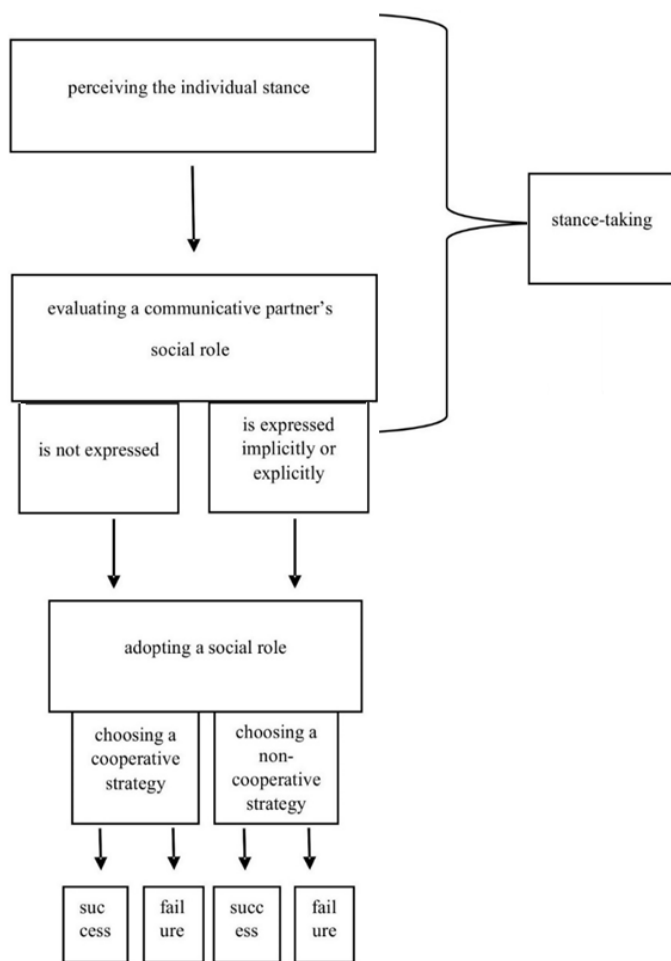 perceiving the individual stance
stance-taking
evaluating a communicative partner's
social role
is not expressed
is expressed
implicitly or
explicitly
adopting a social role
choosing a
cooperative
strategy
choosing a
non-
cooperative
strategy
suc
cess
fail
ure
succ
ess
fail
ure